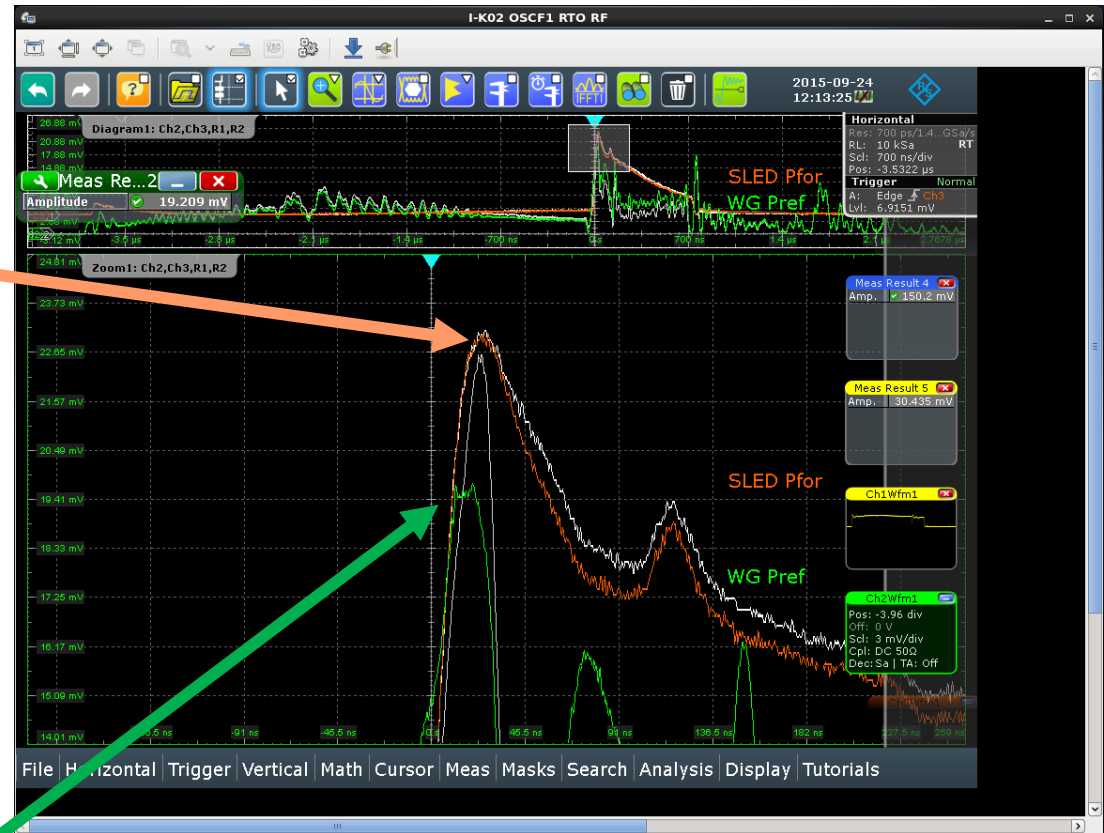 I-K02 OSCF1 RTO RF
2015-09-24
12:13:25
FFT
26.88 mV
Diagram1: Ch2,Ch3,R1,R2
20.88 mV
17.88 mV
14.88 mV
Meas Re...2
Amplitude 19.209 mV
-3.5 µs -2.8 µs -2.1 µs -1.4 µs -700 ns 0 s 700 ns 1.4 µs 2.7678 µs
SLED Pfor
WG Pref
Horizontal
Res: 700 ps/1.4...GSa/s
RL: 10 kSa RT
Scl: 700 ns/div
Pos: -3.5322 µs
Trigger Normal
A: Edge Ch3
Lvl: 6.9151 mV
24.81 mV
Zoom1: Ch2,Ch3,R1,R2
23.73 mV
22.65 mV
21.57 mV
20.49 mV
19.41 mV
18.33 mV
17.25 mV
16.17 mV
15.09 mV
14.01 mV
-91 ns -45.5 ns 0 s 45.5 ns 91 ns 136.5 ns 182 ns 227.5 ns 259 ns
SLED Pfor
WG Pref
Meas Result 4
Amp. 150.2 mV
Meas Result 5
Amp. 30.435 mV
Ch1Wfm1
Ch2Wfm1
Pos: -3.96 div
Off: 0 V
Scl: 3 mV/div
Cpl: DC 50Ω
Dec: Sa | TA: Off
File Horizontal Trigger Vertical Math Cursor Meas Masks Search Analysis Display Tutorials